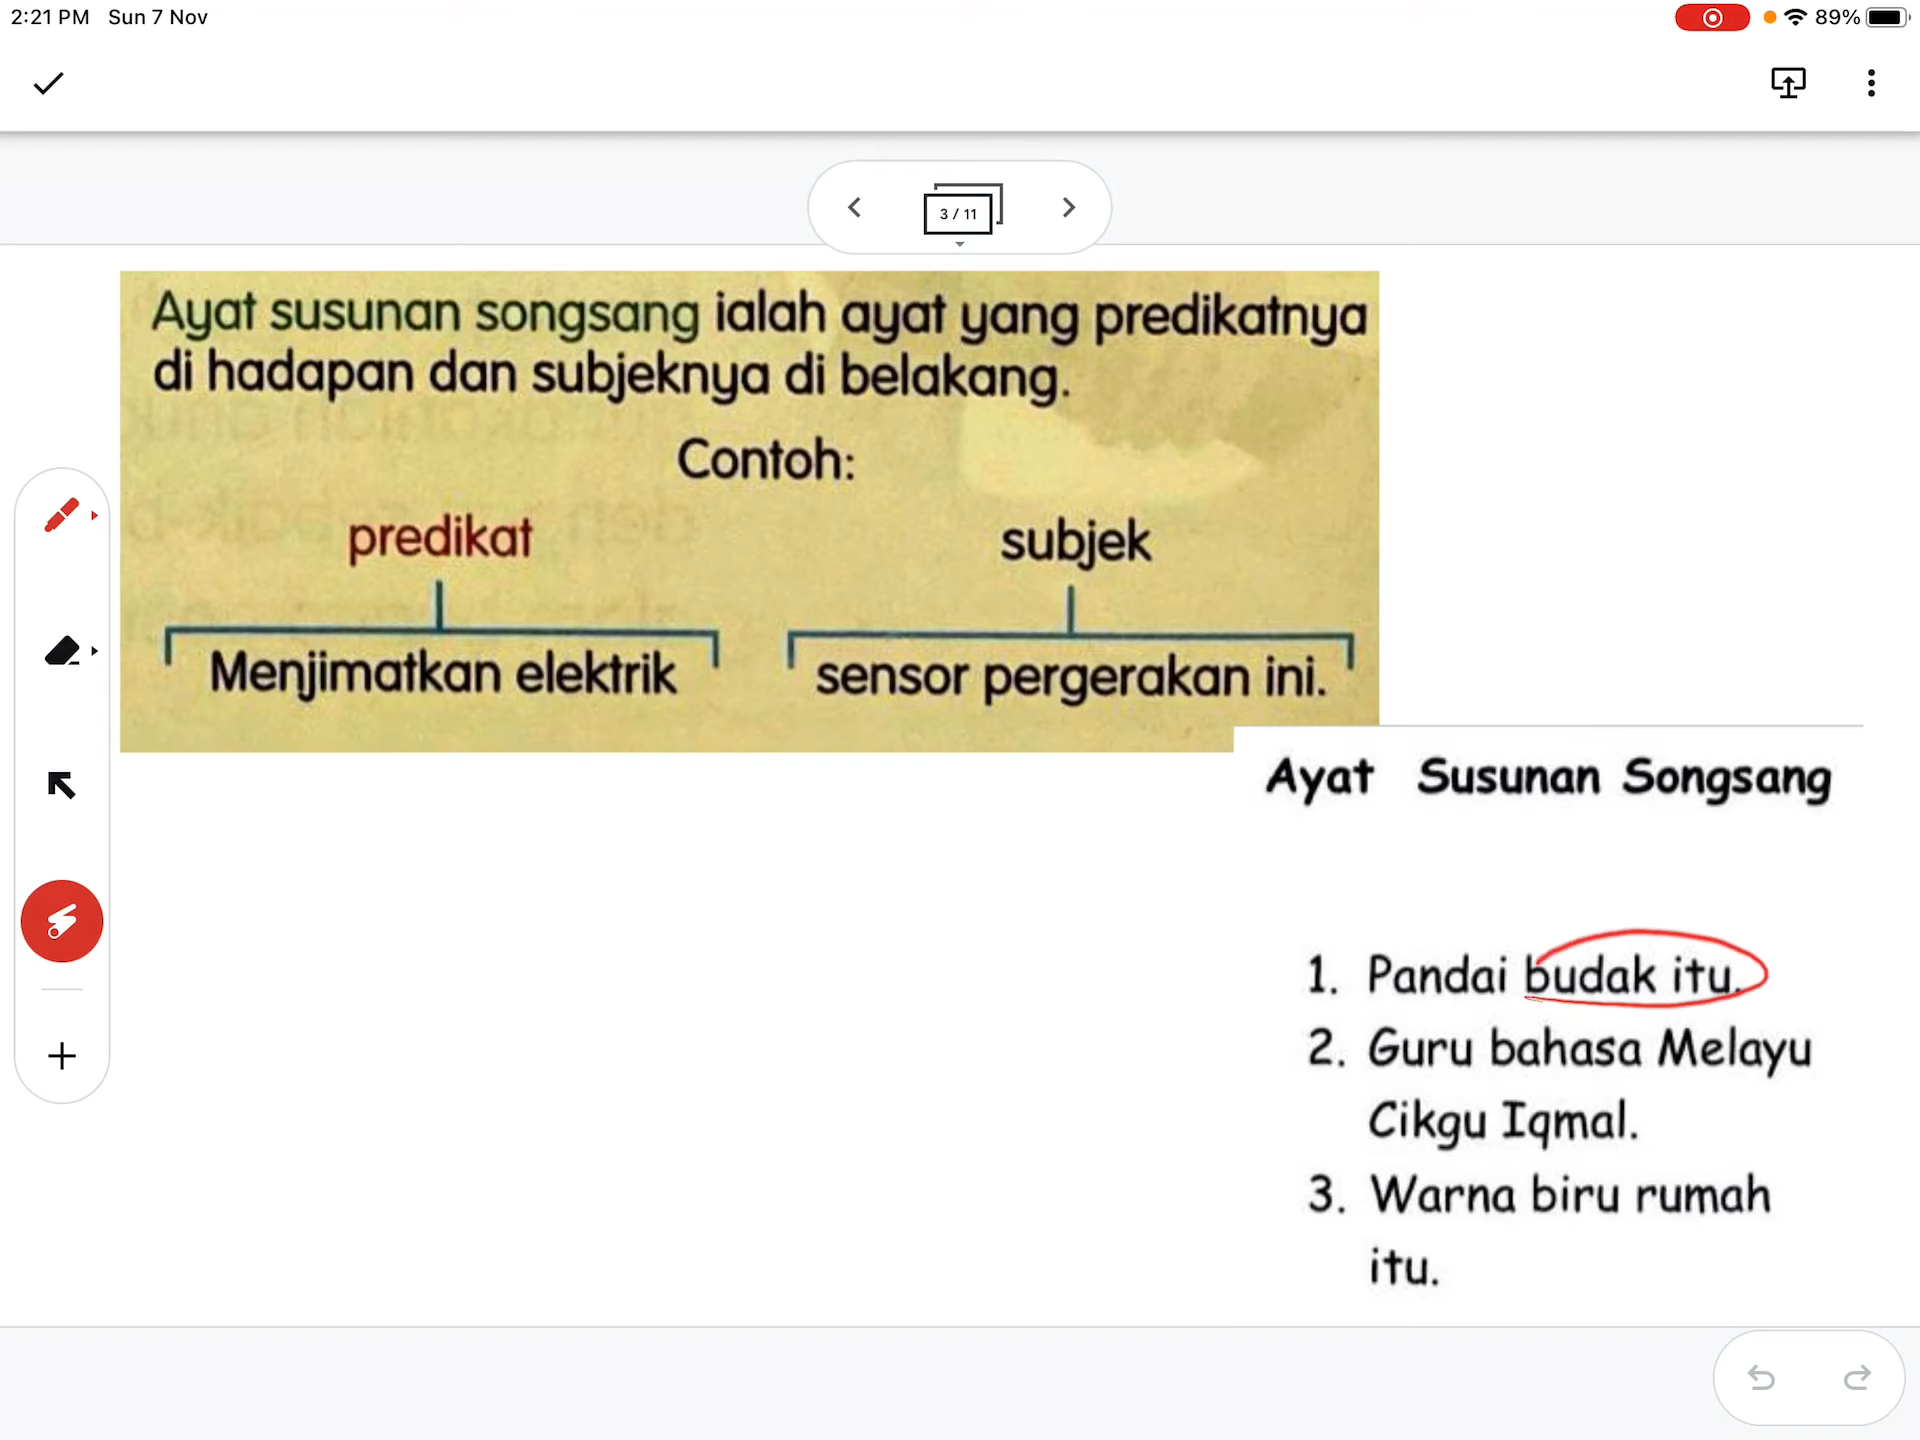 2:21 PM Sun 7 Nov
89%
3 / 11
Ayat susunan songsang ialah ayat yang predikatnya
di hadapan dan subjeknya di belakang.
Contoh:
predikat subjek
Menjimatkan elektrik sensor pergerakan ini.
Ayat Susunan Songsang
1. Pandai budak itu.
2. Guru bahasa Melayu
Cikgu Iqmal.
3. Warna biru rumah
itu.